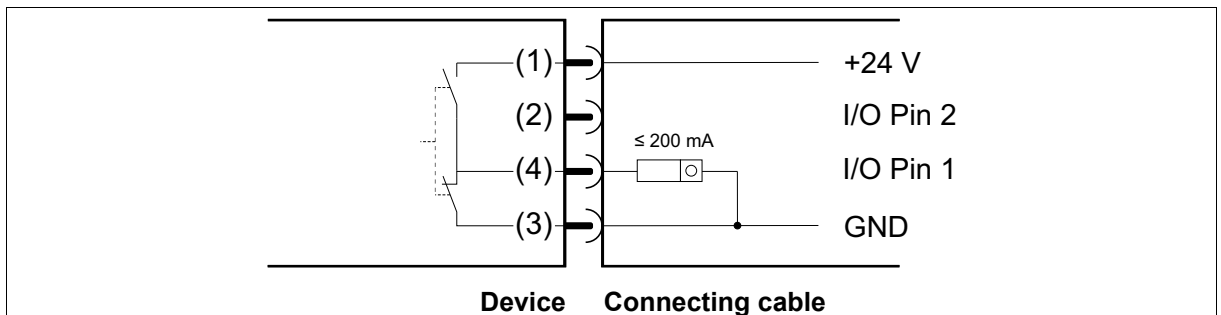 (1) +24 V
(2) I/O Pin 2
≤ 200 mA
(4) I/O Pin 1
(3) GND
Device Connecting cable